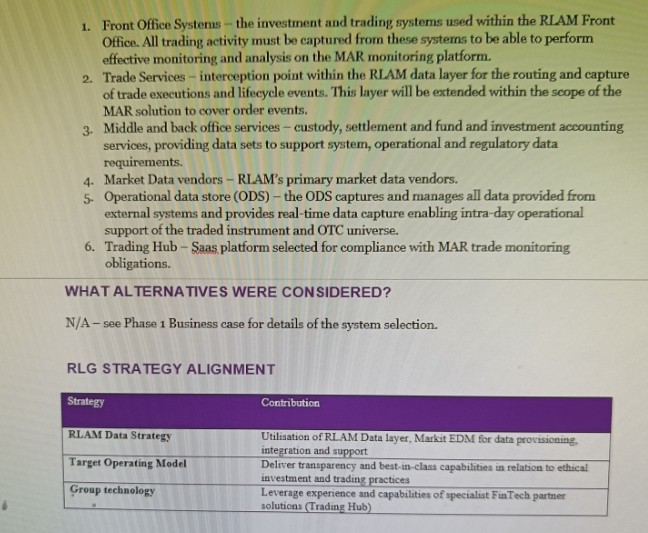 1. Front Office Systems – the investment and trading systems used within the RLAM Front
Office. All trading activity must be captured from these systems to be able to perform
effective monitoring and analysis on the MAR monitoring platform.
2. Trade Services – interception point within the RLAM data layer for the routing and capture
of trade executions and lifecycle events. This layer will be extended within the scope of the
MAR solution to cover order events.
3. Middle and back office services – custody, settlement and fund and investment accounting
services, providing data sets to support system, operational and regulatory data
requirements.
4. Market Data vendors – RLAM's primary market data vendors.
5. Operational data store (ODS) – the ODS captures and manages all data provided from
external systems and provides real-time data capture enabling intra-day operational
support of the traded instrument and OTC universe.
6. Trading Hub – Saas platform selected for compliance with MAR trade monitoring
obligations.
WHAT ALTERNATIVES WERE CONSIDERED?
N/A – see Phase 1 Business case for details of the system selection.
RLG STRATEGY ALIGNMENT
Strategy Contribution
RLAM Data Strategy Utilisation of RLAM Data layer, Markit EDM for data provisioning,
integration and support
Target Operating Model Deliver transparency and best-in-class capabilities in relation to ethical
investment and trading practices
Group technology Leverage experience and capabilities of specialist FinTech partner
solutions (Trading Hub)